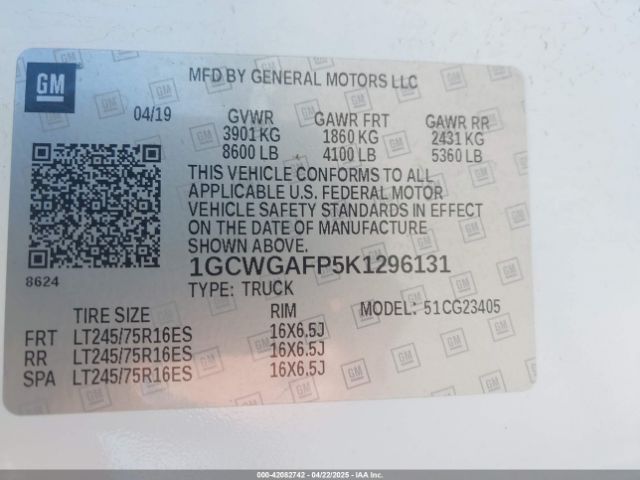 GM
MFD BY GENERAL MOTORS LLC
04/19 GVWR GAWR FRT GAWR RR
3901 KG 1860 KG 2431 KG
8600 LB 4100 LB 5360 LB
THIS VEHICLE CONFORMS TO ALL
APPLICABLE U.S. FEDERAL MOTOR
VEHICLE SAFETY STANDARDS IN EFFECT
ON THE DATE OF MANUFACTURE
SHOWN ABOVE.
8624
1GCWGAFP5K1296131
TYPE: TRUCK MODEL: 51CG23405
TIRE SIZE RIM
FRT LT245/75R16ES 16X6.5J
RR LT245/75R16ES 16X6.5J
SPA LT245/75R16ES 16X6.5J
000-42082742 - 04/22/2025 - IAA Inc.